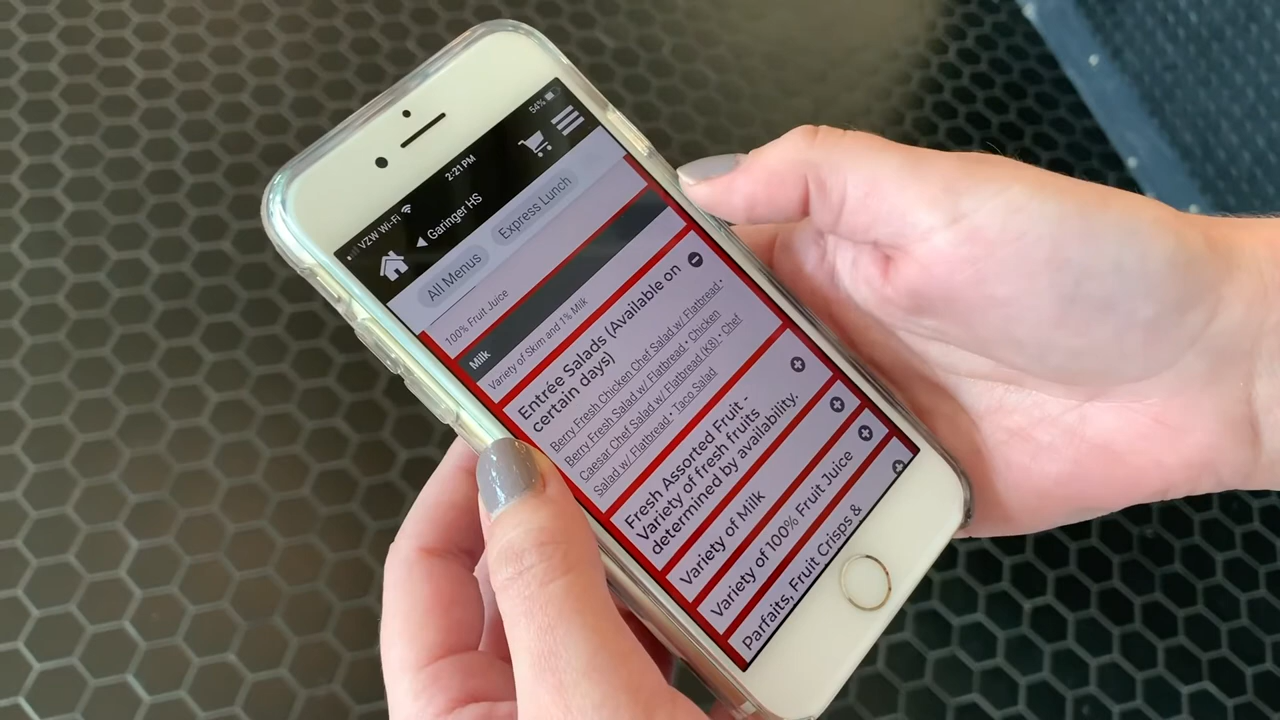 VZW Wi-Fi 2:21 PM 54%
Garinger HS
All Menus Express Lunch
100% Fruit Juice
Milk
Variety of Skim and 1% Milk
Entrée Salads (Available on
certain days)
Berry Fresh Chicken Chef Salad w/ Flatbread •
Berry Fresh Salad w/ Flatbread • Chicken
Caesar Chef Salad w/ Flatbread (K8) • Chef
Salad w/ Flatbread • Taco Salad
Fresh Assorted Fruit -
Variety of fresh fruits
determined by availability.
Variety of Milk
Variety of 100% Fruit Juice
Parfaits, Fruit Crisps &